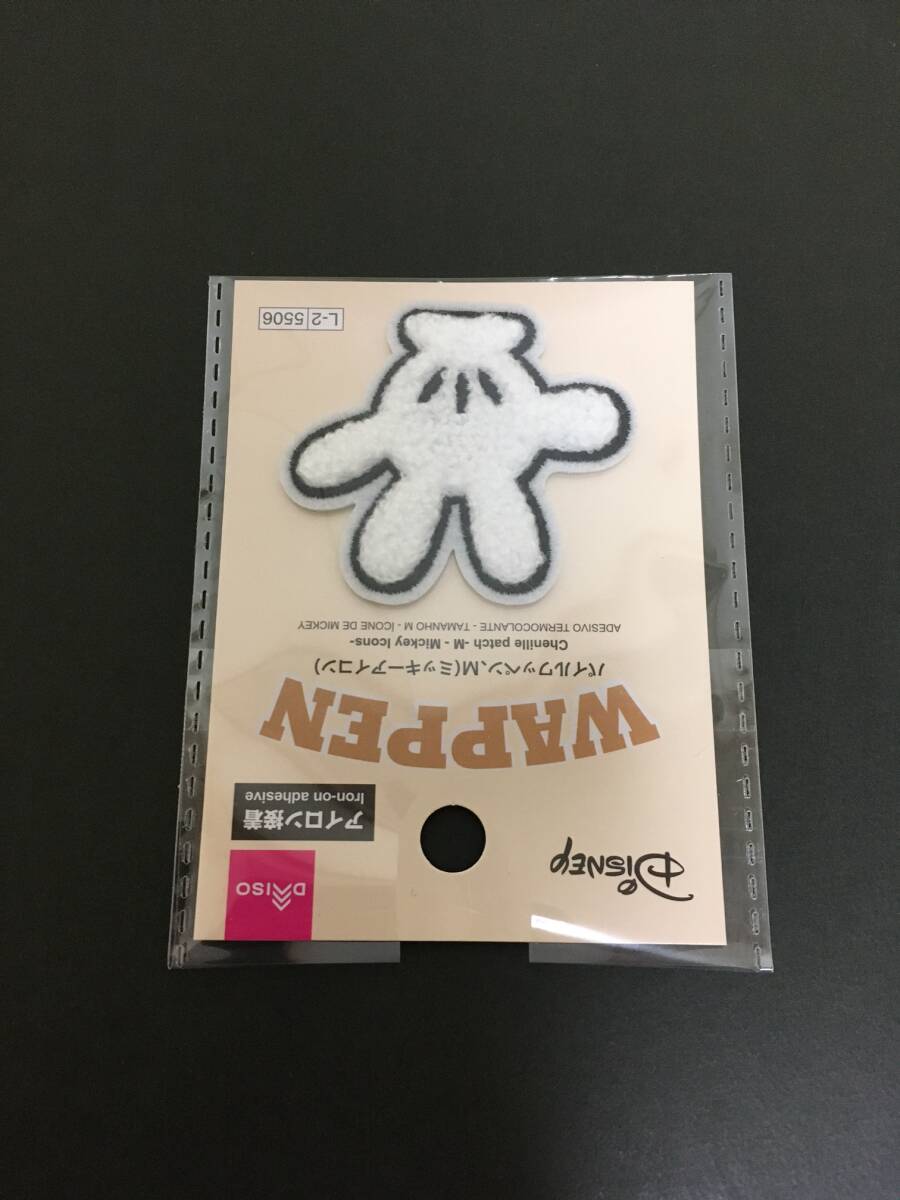 Disney
DAISO
アイロン接着
Iron-on adhesive
WAPPEN
パイルワッペン、M(ミッキーアイコン)
Chenille patch -M - Mickey Icons-
ADESIVO TERMOCOLANTE - TAMANHO M - ÍCONE DE MICKEY
L-2 5506